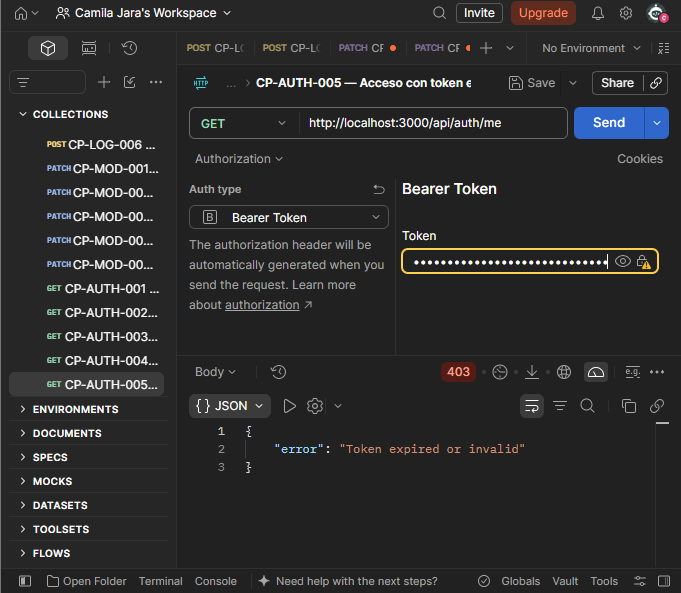 Camila Jara's Workspace
Invite
Upgrade
POST CP-LC
POST CP-LC
PATCH CF
PATCH CF
No Environment
HTTP
... > CP-AUTH-005 — Acceso con token e
Save
Share
COLLECTIONS
POST CP-LOG-006 ...
PATCH CP-MOD-001...
PATCH CP-MOD-00...
PATCH CP-MOD-00...
PATCH CP-MOD-00...
PATCH CP-MOD-00...
GET CP-AUTH-001 ...
GET CP-AUTH-002...
GET CP-AUTH-003...
GET CP-AUTH-004...
GET CP-AUTH-005...
ENVIRONMENTS
DOCUMENTS
SPECS
MOCKS
DATASETS
TOOLSETS
FLOWS
GET
http://localhost:3000/api/auth/me
Send
Authorization
Cookies
Auth type
B Bearer Token
The authorization header will be
automatically generated when you
send the request. Learn more
about authorization ↗
Bearer Token
Token
Body
403
e.g.
{} JSON
1 {
2 "error": "Token expired or invalid"
3 }
Open Folder
Terminal
Console
Need help with the next steps?
Globals
Vault
Tools